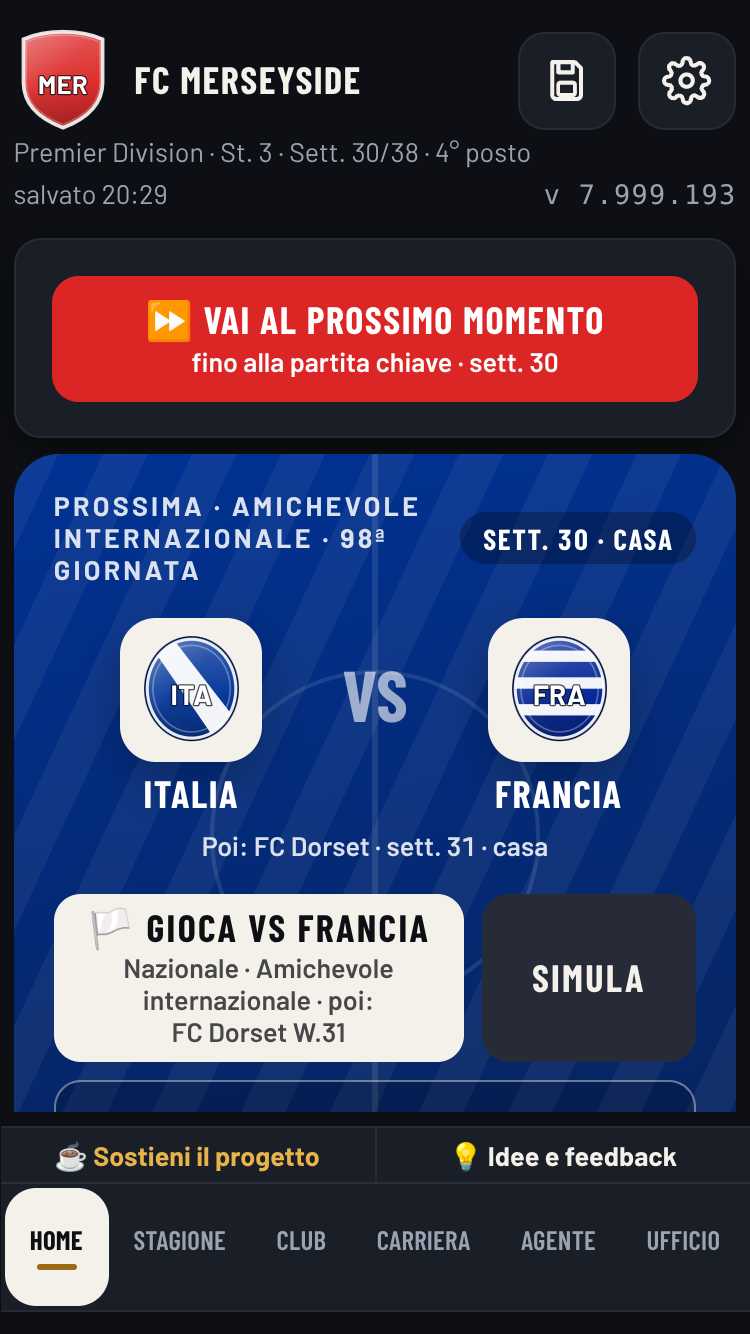 MER
FC MERSEYSIDE
Premier Division · St. 3 · Sett. 30/38 · 4° posto
salvato 20:29
v 7.999.193
⏩ VAI AL PROSSIMO MOMENTO
fino alla partita chiave · sett. 30
PROSSIMA · AMICHEVOLE
INTERNAZIONALE · 98ª
GIORNATA
SETT. 30 · CASA
ITA
VS
FRA
ITALIA
FRANCIA
Poi: FC Dorset · sett. 31 · casa
🏳️ GIOCA VS FRANCIA
Nazionale · Amichevole
internazionale · poi:
FC Dorset W.31
SIMULA
☕ Sostieni il progetto
💡 Idee e feedback
HOME
STAGIONE
CLUB
CARRIERA
AGENTE
UFFICIO